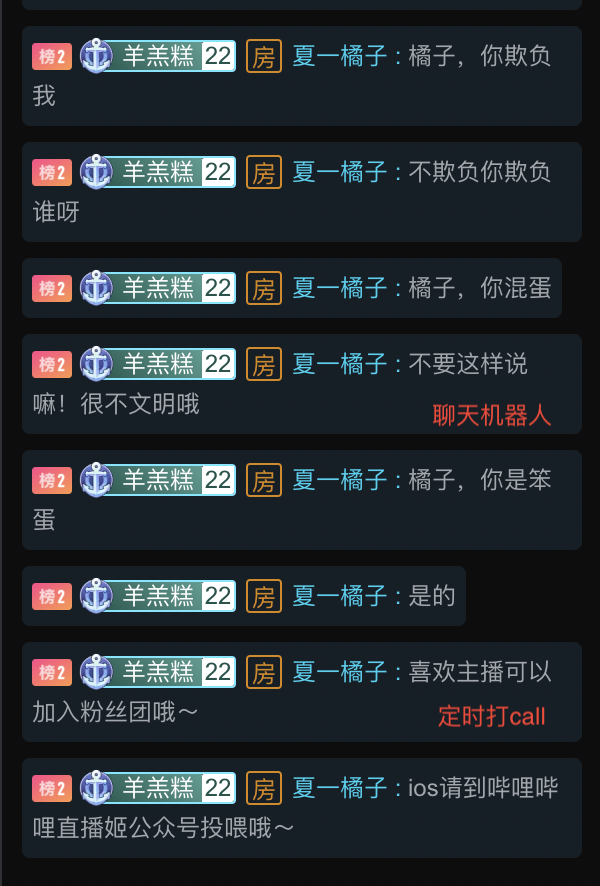 榜2 羊羔糕 22 房 夏一橘子 : 橘子，你欺负
我
榜2 羊羔糕 22 房 夏一橘子 : 不欺负你欺负
谁呀
榜2 羊羔糕 22 房 夏一橘子 : 橘子，你混蛋
榜2 羊羔糕 22 房 夏一橘子 : 不要这样说
嘛！很不文明哦
聊天机器人
榜2 羊羔糕 22 房 夏一橘子 : 橘子，你是笨
蛋
榜2 羊羔糕 22 房 夏一橘子 : 是的
榜2 羊羔糕 22 房 夏一橘子 : 喜欢主播可以
加入粉丝团哦～
定时打call
榜2 羊羔糕 22 房 夏一橘子 : ios请到哔哩哔
哩直播姬公众号投喂哦～